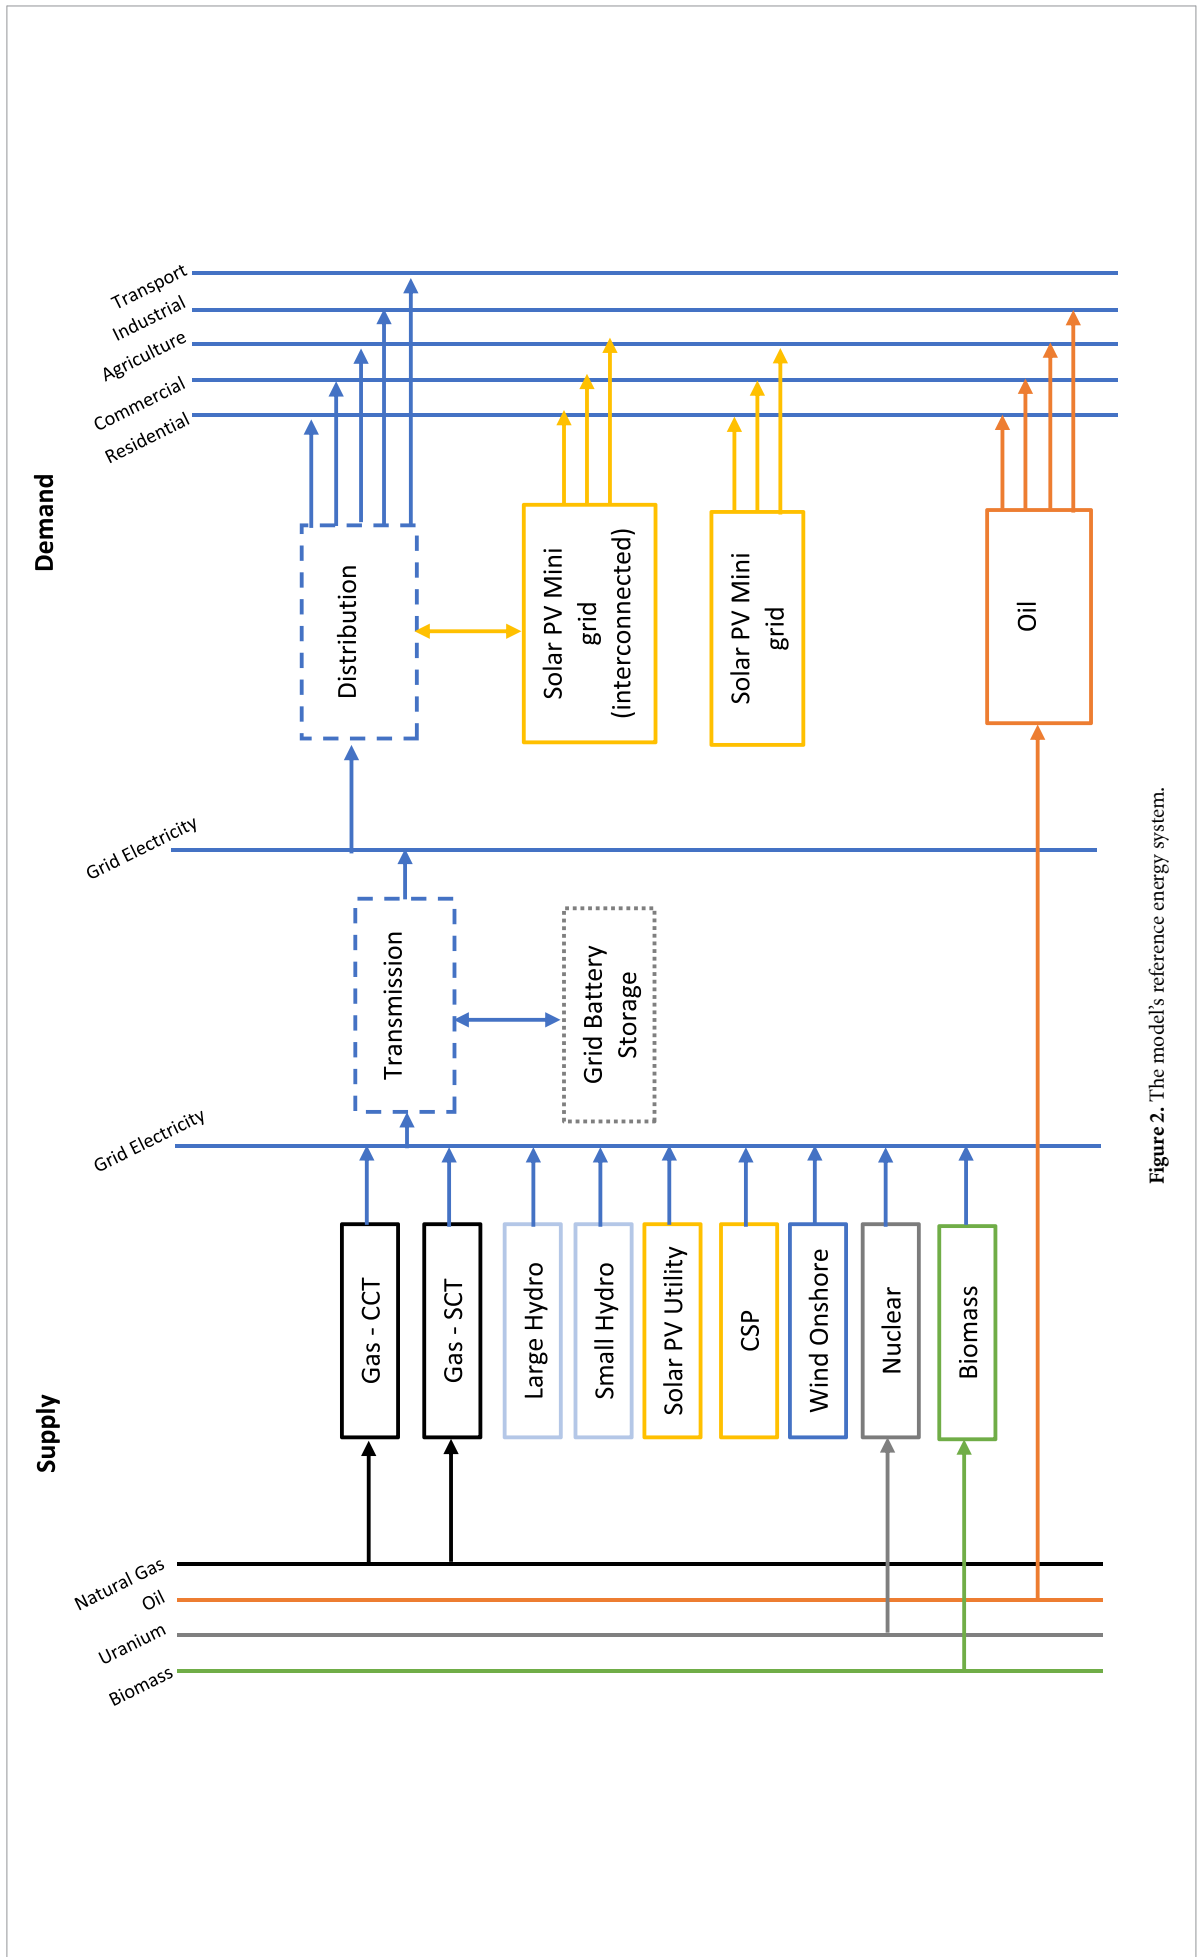 Supply
Demand
Natural Gas
Oil
Uranium
Biomass
Gas - CCT
Gas - SCT
Large Hydro
Small Hydro
Solar PV Utility
CSP
Wind Onshore
Nuclear
Biomass
Grid Electricity
Transmission
Grid Battery
Storage
Grid Electricity
Distribution
Solar PV Mini
grid
(interconnected)
Solar PV Mini
grid
Oil
Transport
Industrial
Agriculture
Commercial
Residential
Figure 2. The model's reference energy system.